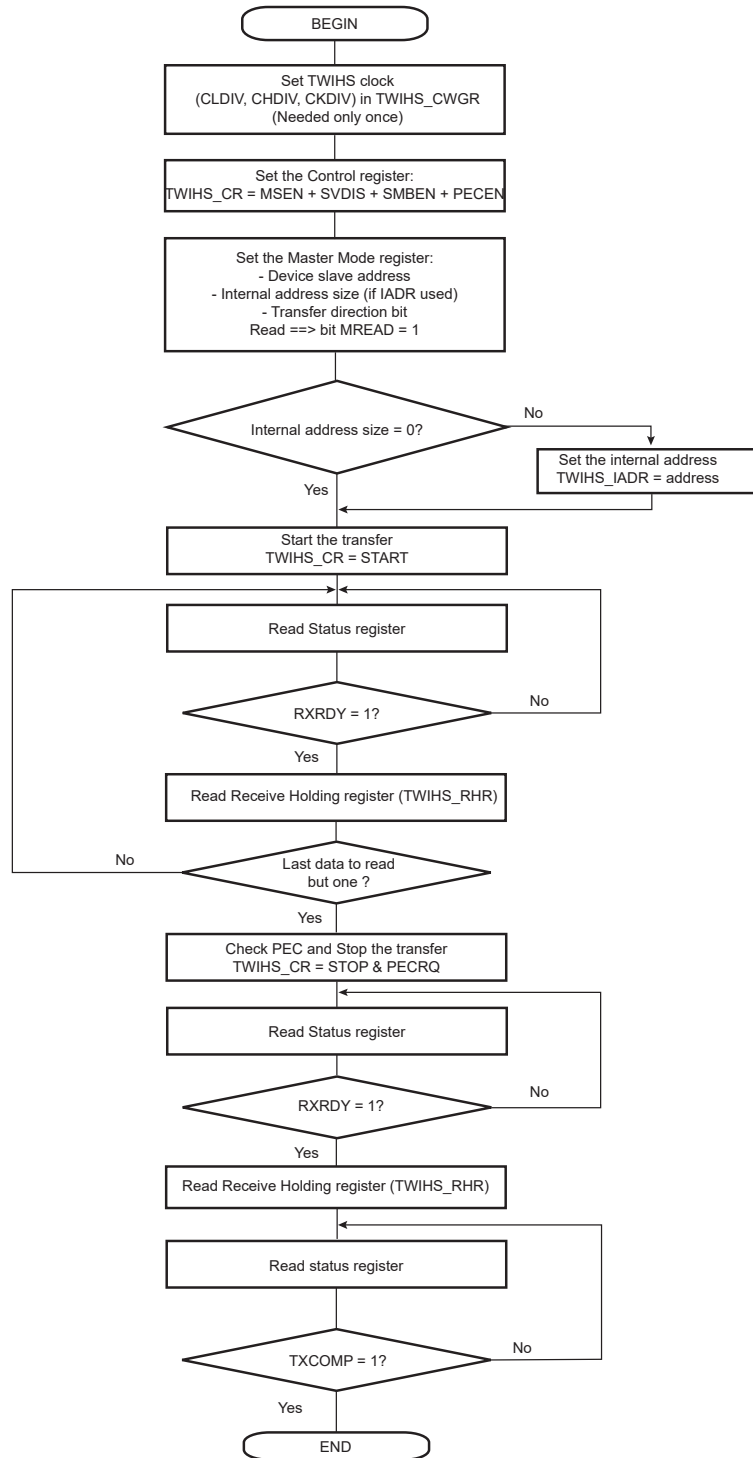 BEGIN
Set TWIHS clock
(CLDIV, CHDIV, CKDIV) in TWIHS_CWGR
(Needed only once)
Set the Control register:
TWIHS_CR = MSEN + SVDIS + SMBEN + PECEN
Set the Master Mode register:
- Device slave address
- Internal address size (if IADR used)
- Transfer direction bit
Read ==> bit MREAD = 1
Internal address size = 0?
No
Set the internal address
TWIHS_IADR = address
Yes
Start the transfer
TWIHS_CR = START
Read Status register
RXRDY = 1?
No
Yes
Read Receive Holding register (TWIHS_RHR)
No
Last data to read
but one ?
Yes
Check PEC and Stop the transfer
TWIHS_CR = STOP & PECRQ
Read Status register
RXRDY = 1?
No
Yes
Read Receive Holding register (TWIHS_RHR)
Read status register
TXCOMP = 1?
No
Yes
END